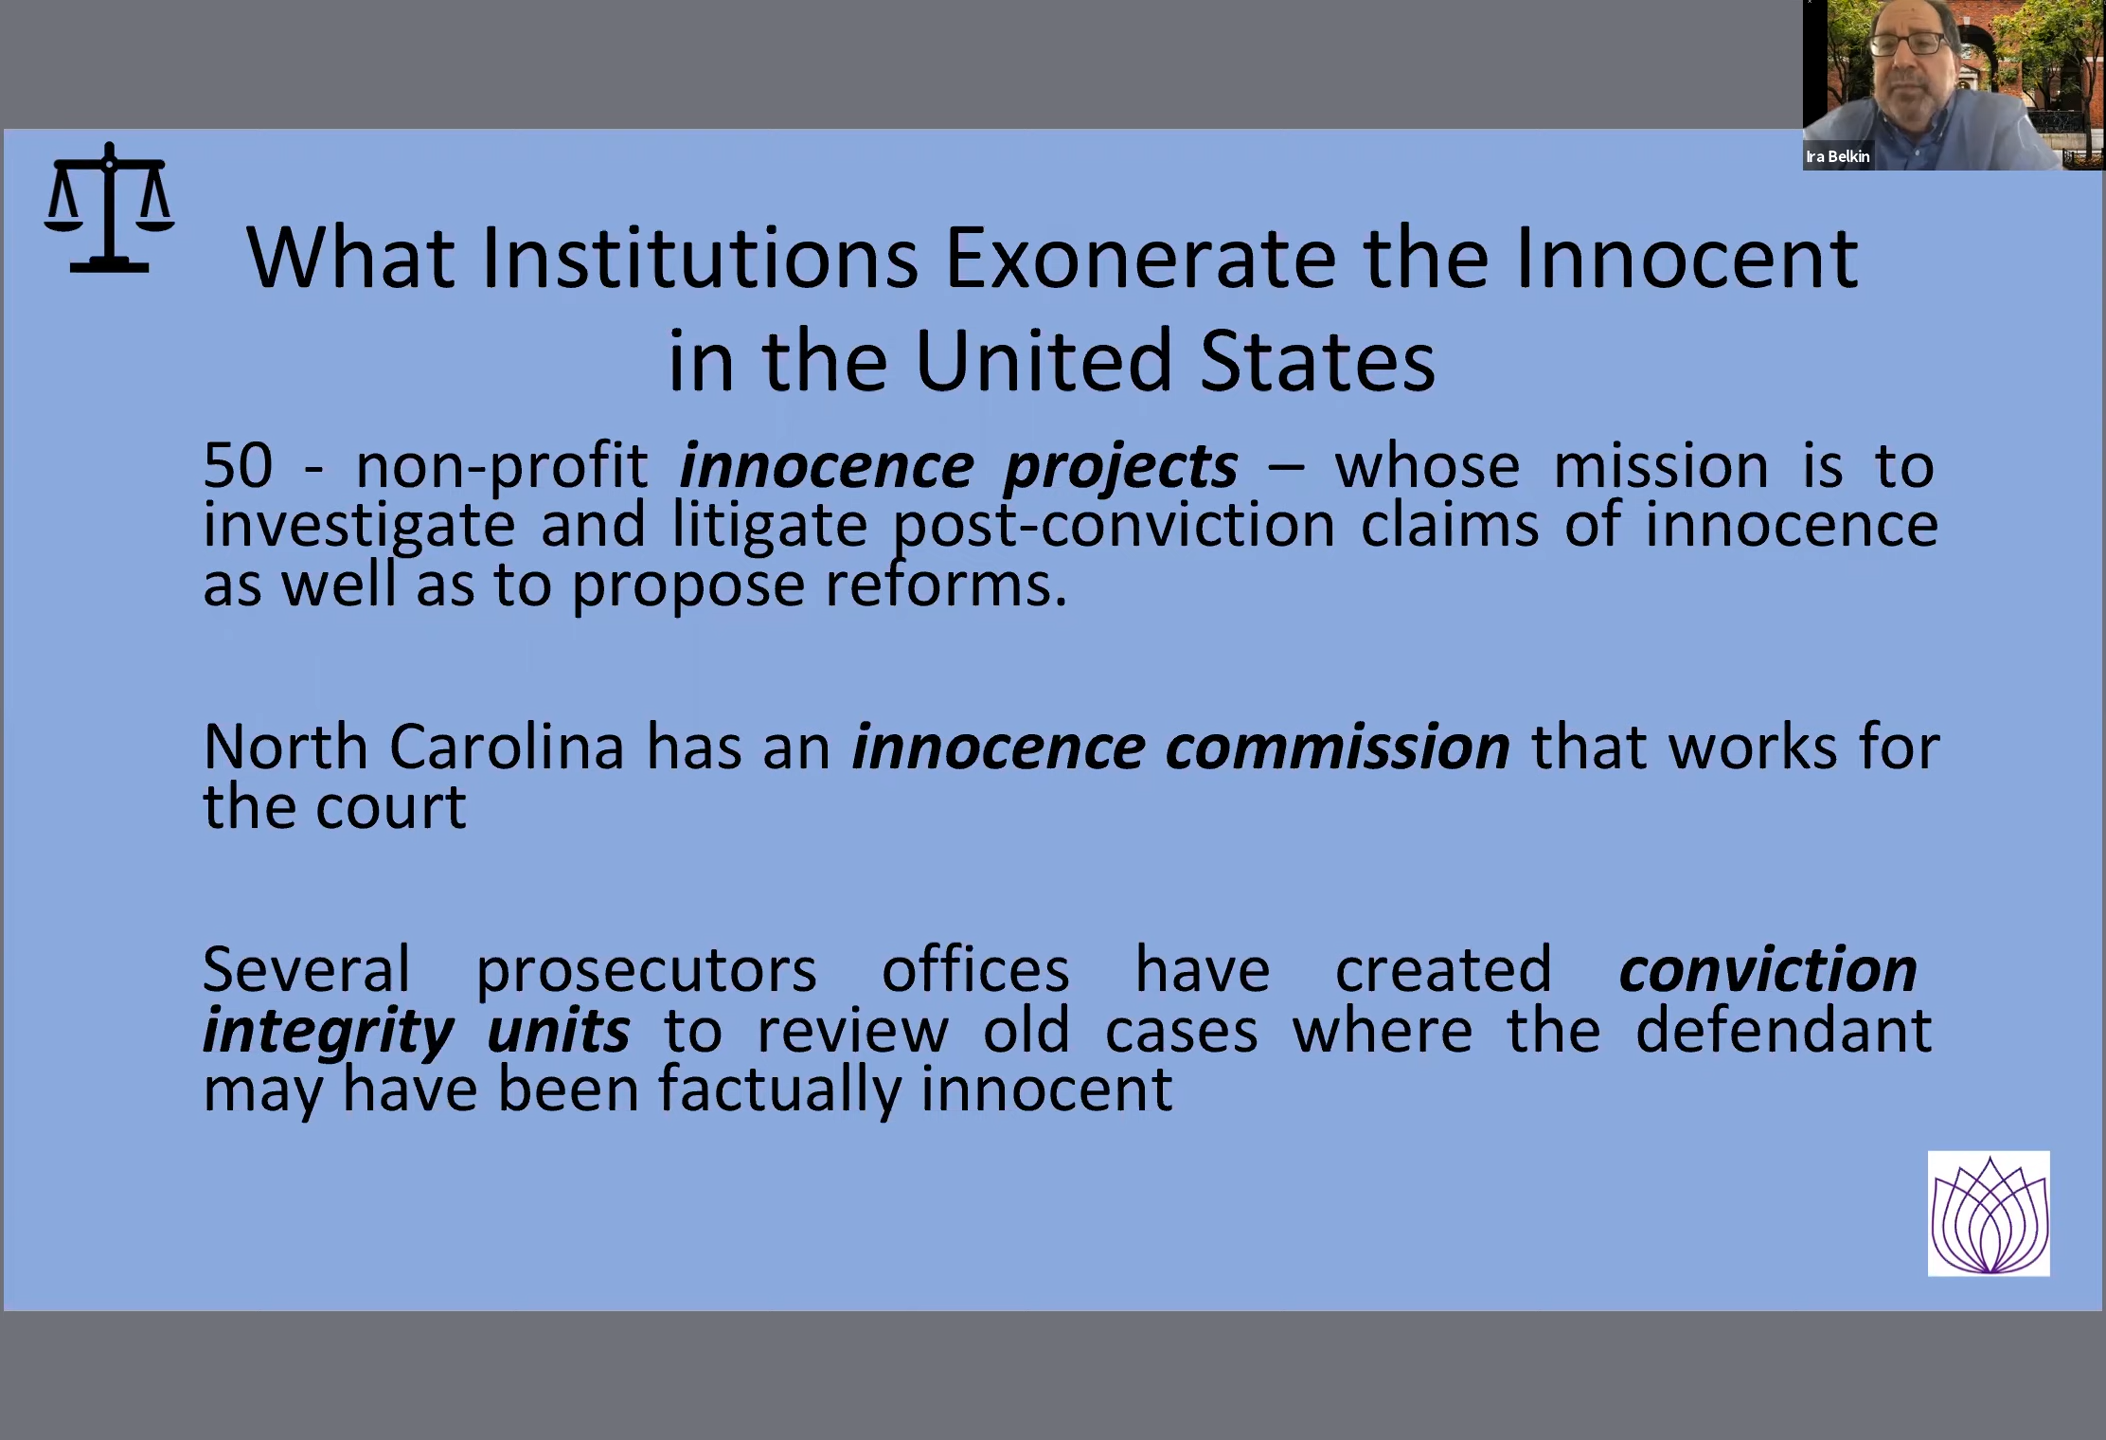 Ira Belkin
What Institutions Exonerate the Innocent
in the United States
50 - non-profit innocence projects – whose mission is to
investigate and litigate post-conviction claims of innocence
as well as to propose reforms.
North Carolina has an innocence commission that works for
the court
Several prosecutors offices have created conviction
integrity units to review old cases where the defendant
may have been factually innocent